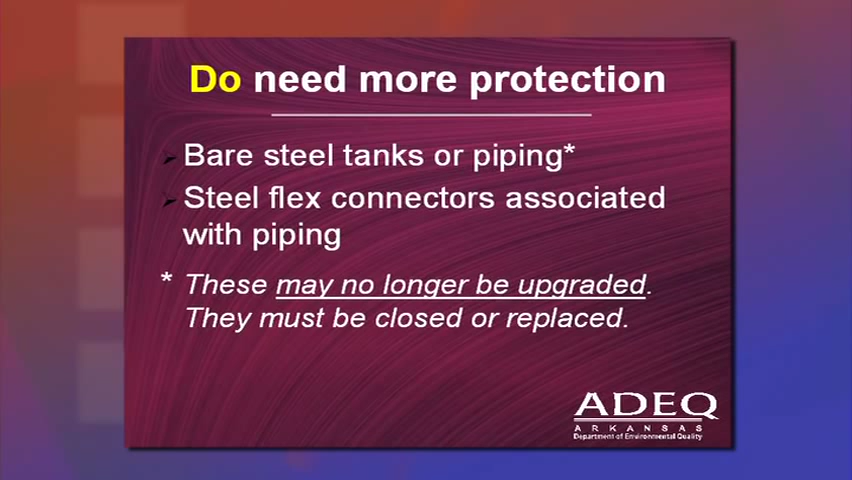 Do need more protection
Bare steel tanks or piping*
Steel flex connectors associated
with piping
* These may no longer be upgraded.
They must be closed or replaced.
ADEQ
ARKANSAS
Department of Environmental Quality